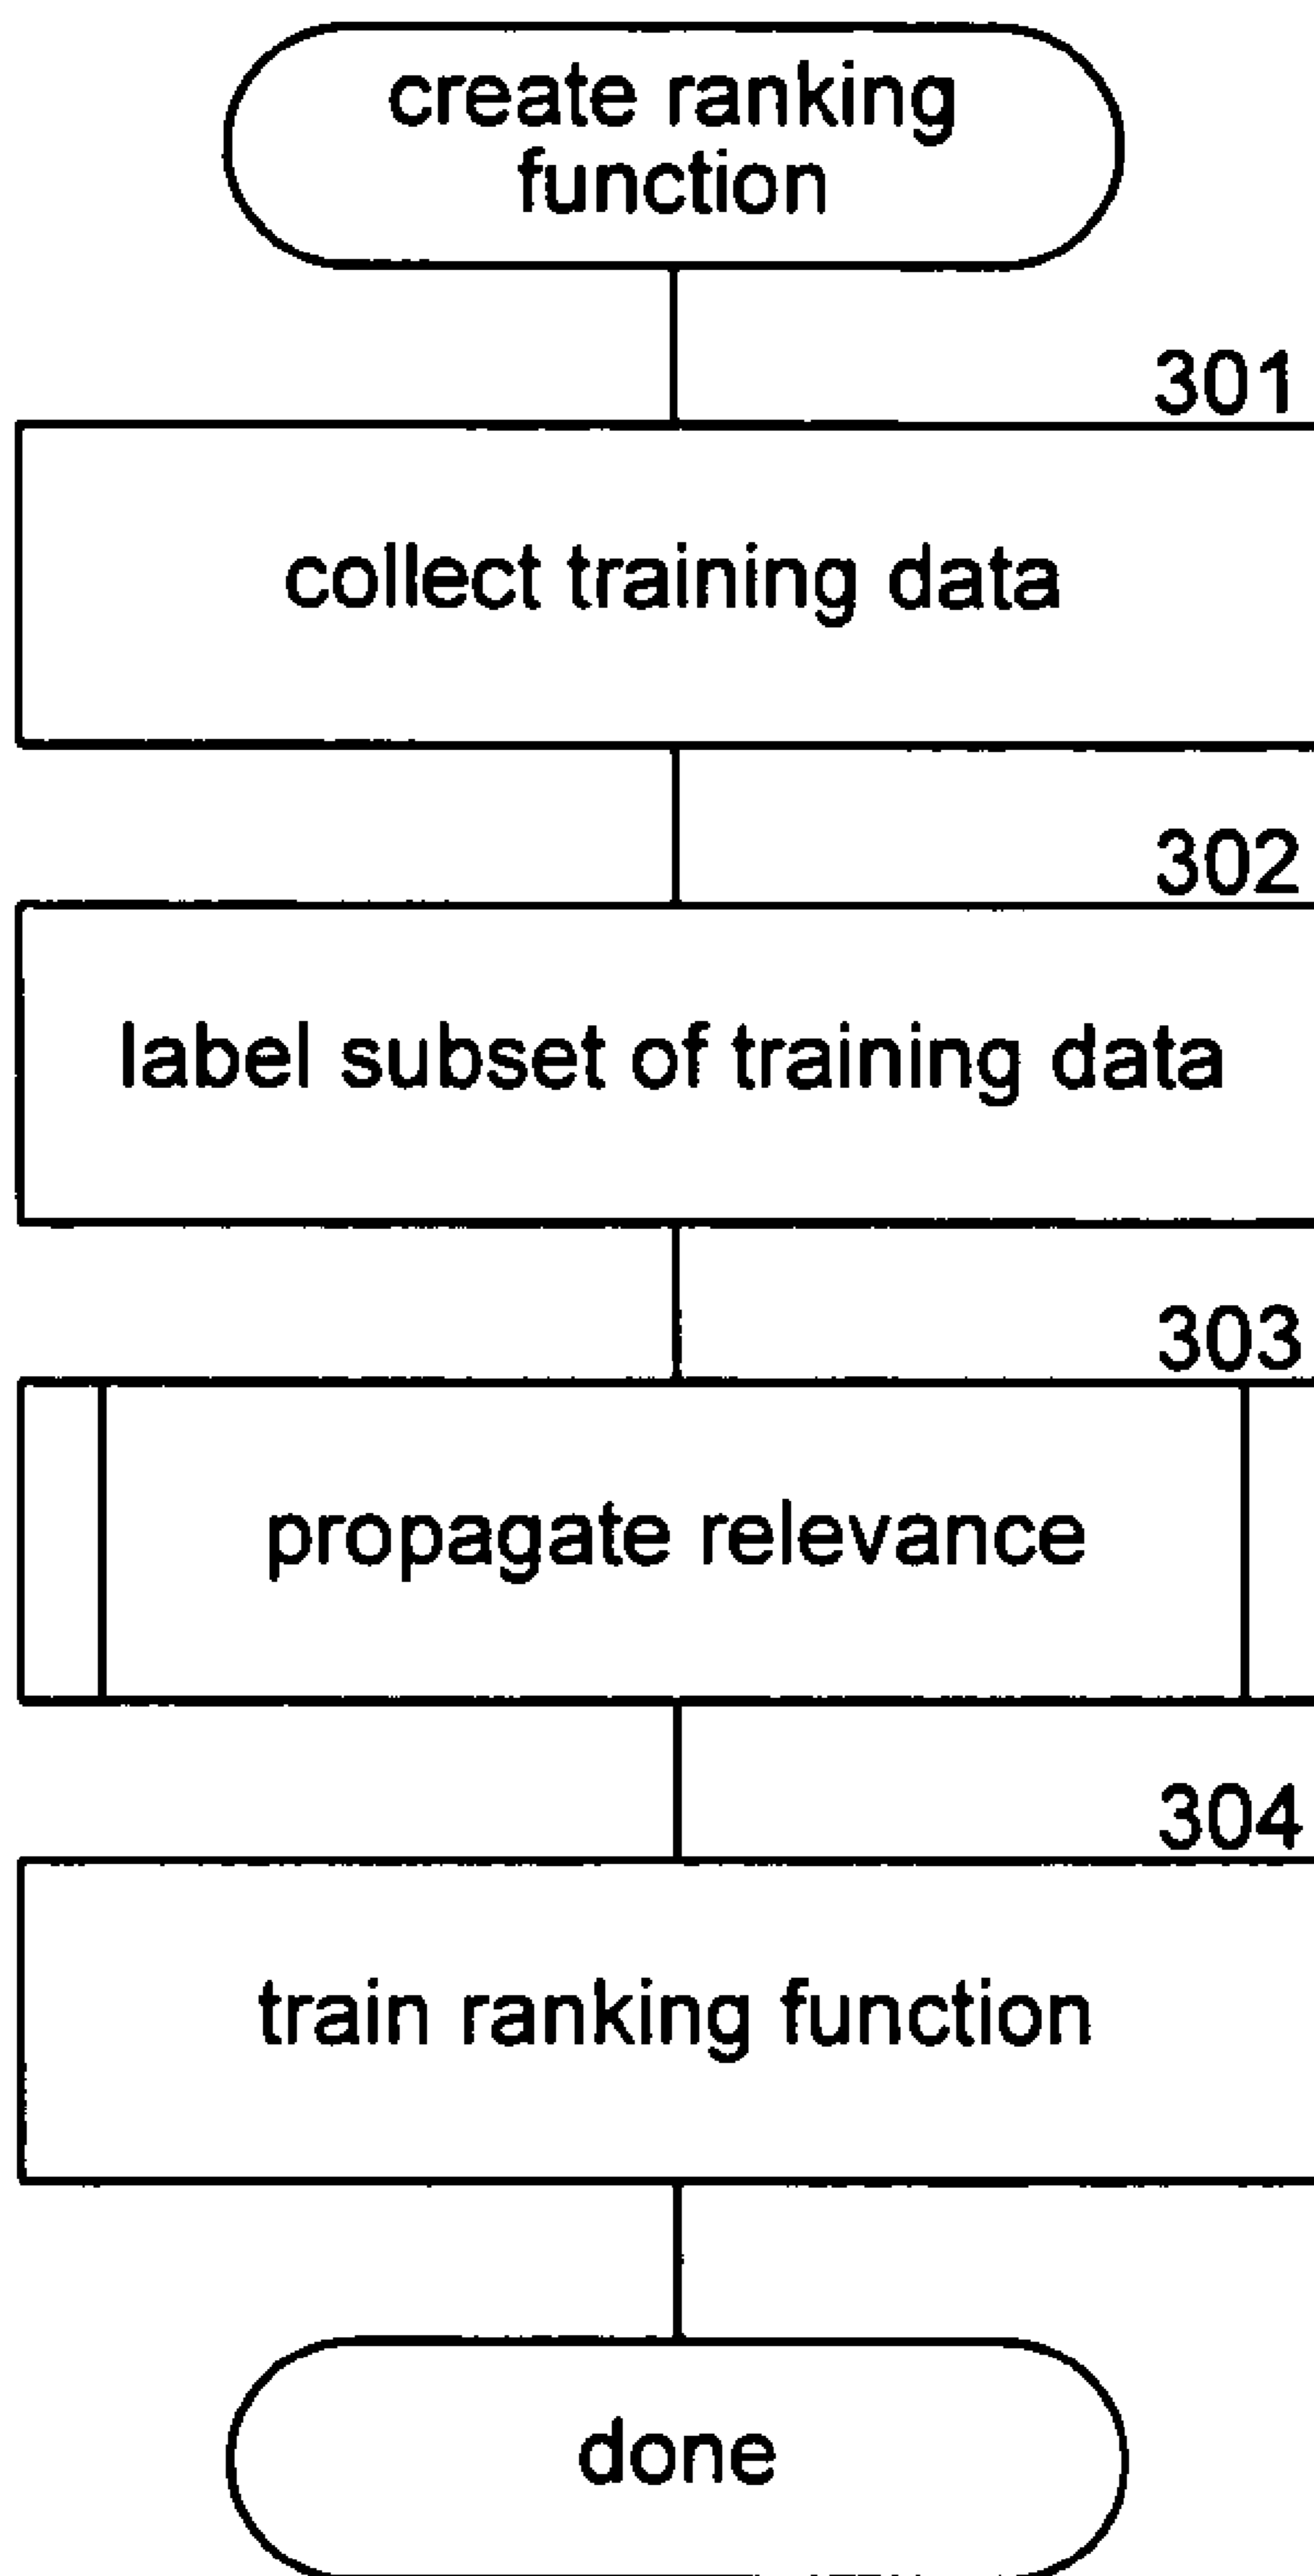 create ranking
function
301
collect training data
302
label subset of training data
303
propagate relevance
304
train ranking function
done